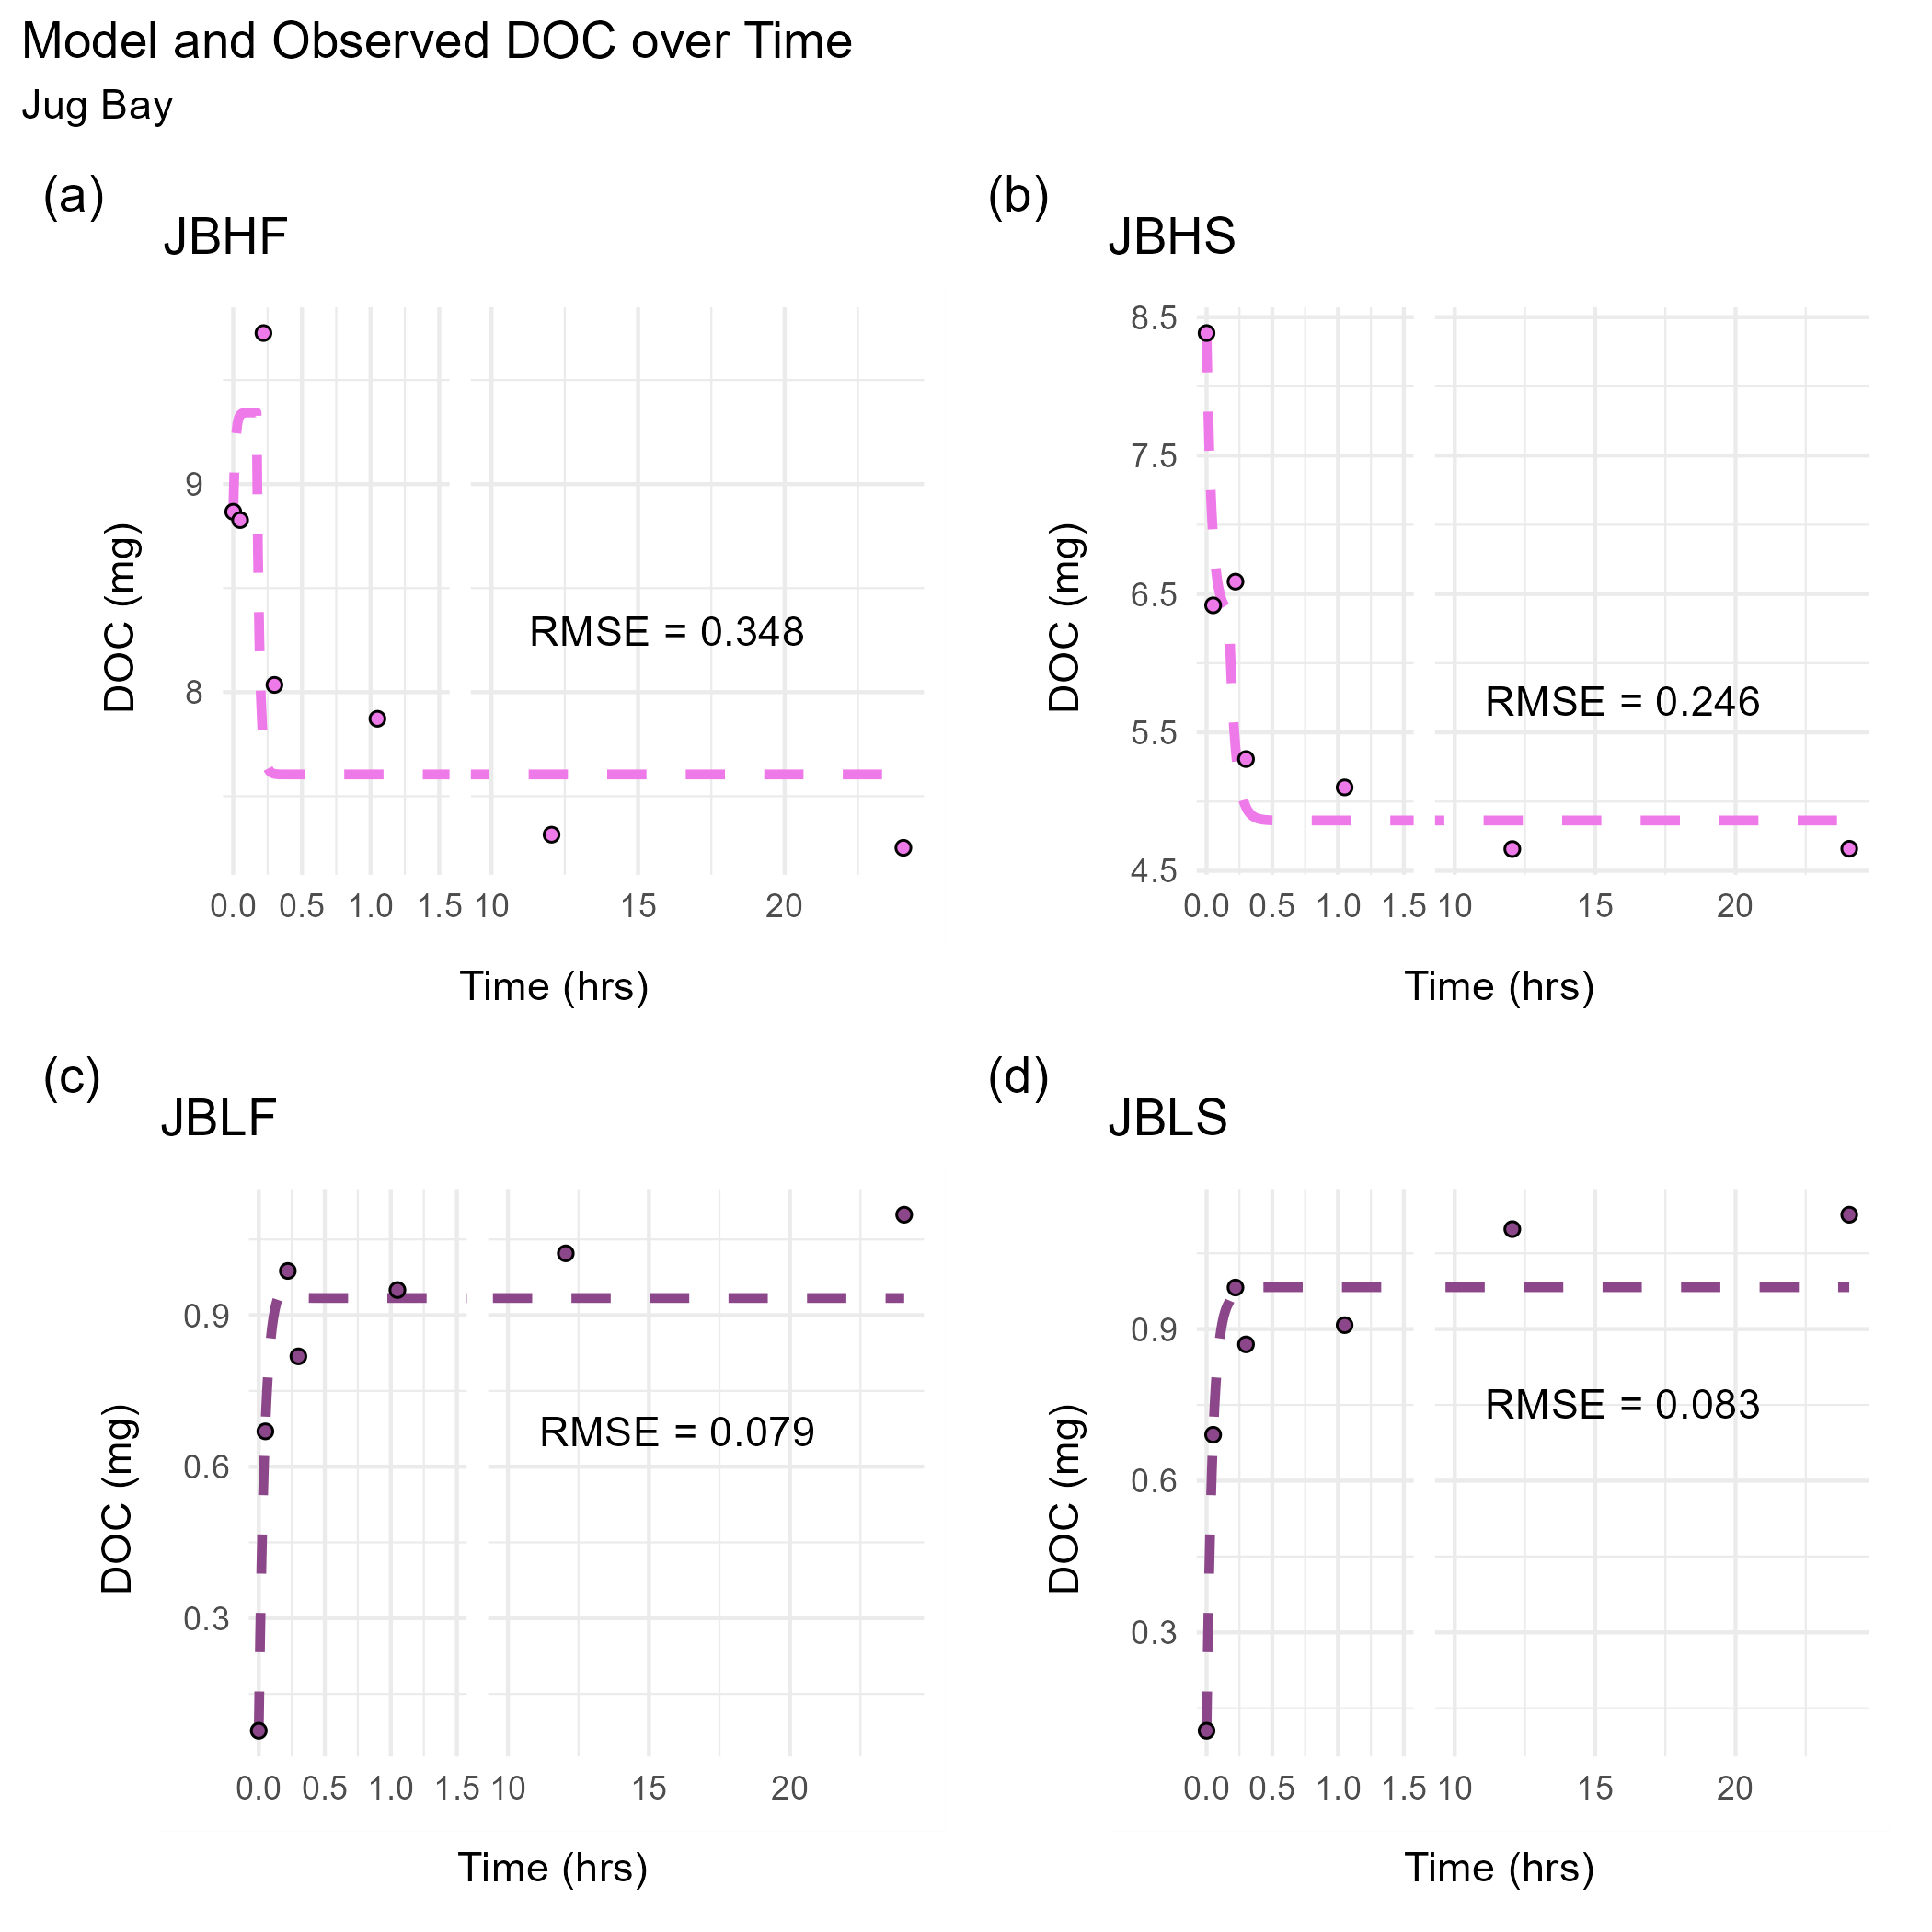 Model and Observed DOC over Time
Jug Bay
(a)
JBHF
DOC (mg)
9
8
RMSE = 0.348
0.0 0.5 1.0 1.5 10 15 20
Time (hrs)
(b)
JBHS
DOC (mg)
8.5
7.5
6.5
5.5
4.5
RMSE = 0.246
0.0 0.5 1.0 1.5 10 15 20
Time (hrs)
(c)
JBLF
DOC (mg)
0.9
0.6
0.3
RMSE = 0.079
0.0 0.5 1.0 1.5 10 15 20
Time (hrs)
(d)
JBLS
DOC (mg)
0.9
0.6
0.3
RMSE = 0.083
0.0 0.5 1.0 1.5 10 15 20
Time (hrs)